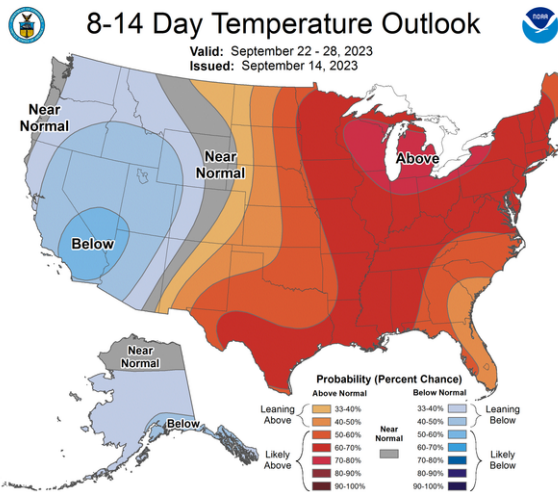 8-14 Day Temperature Outlook
NOAA
Valid: September 22 - 28, 2023
Issued: September 14, 2023
Near
Normal
Near
Normal
Above
Below
Near
Normal
Below
Probability (Percent Chance)
Above Normal
Below Normal
Leaning
Above
33-40%
40-50%
Likely
Above
50-60%
60-70%
70-80%
80-90%
90-100%
Near
Normal
33-40%
40-50%
Leaning
Below
50-60%
60-70%
70-80%
80-90%
90-100%
Likely
Below